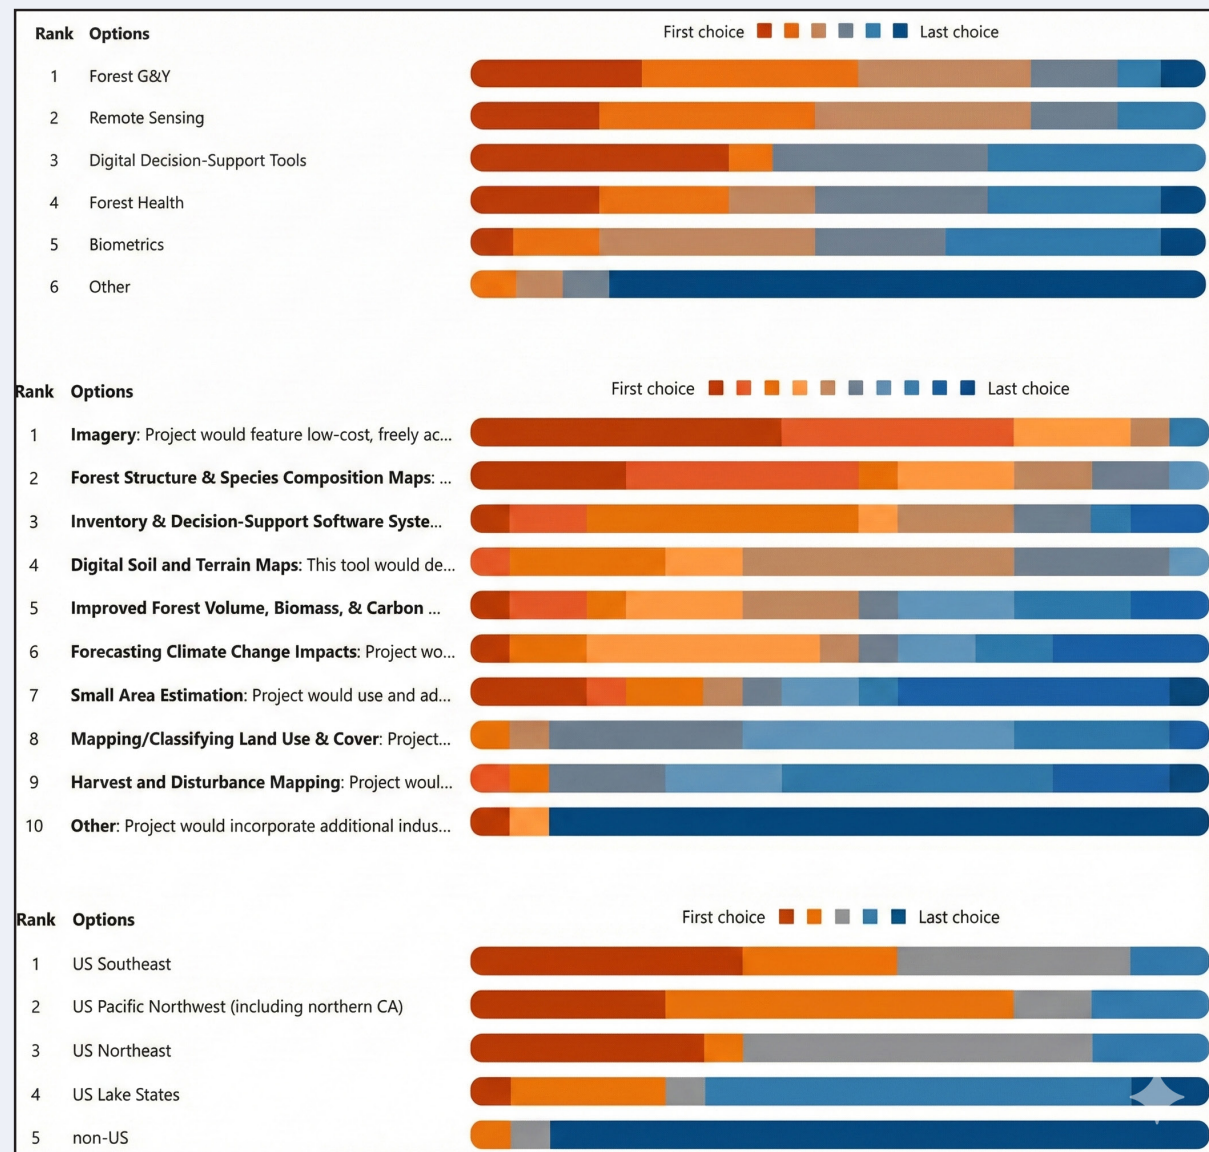 Rank Options First choice Last choice
1 Forest G&Y
2 Remote Sensing
3 Digital Decision-Support Tools
4 Forest Health
5 Biometrics
6 Other
Rank Options First choice Last choice
1 Imagery: Project would feature low-cost, freely ac...
2 Forest Structure & Species Composition Maps: ...
3 Inventory & Decision-Support Software Syste...
4 Digital Soil and Terrain Maps: This tool would de...
5 Improved Forest Volume, Biomass, & Carbon ...
6 Forecasting Climate Change Impacts: Project wo...
7 Small Area Estimation: Project would use and ad...
8 Mapping/Classifying Land Use & Cover: Project...
9 Harvest and Disturbance Mapping: Project woul...
10 Other: Project would incorporate additional indus...
Rank Options First choice Last choice
1 US Southeast
2 US Pacific Northwest (including northern CA)
3 US Northeast
4 US Lake States
5 non-US